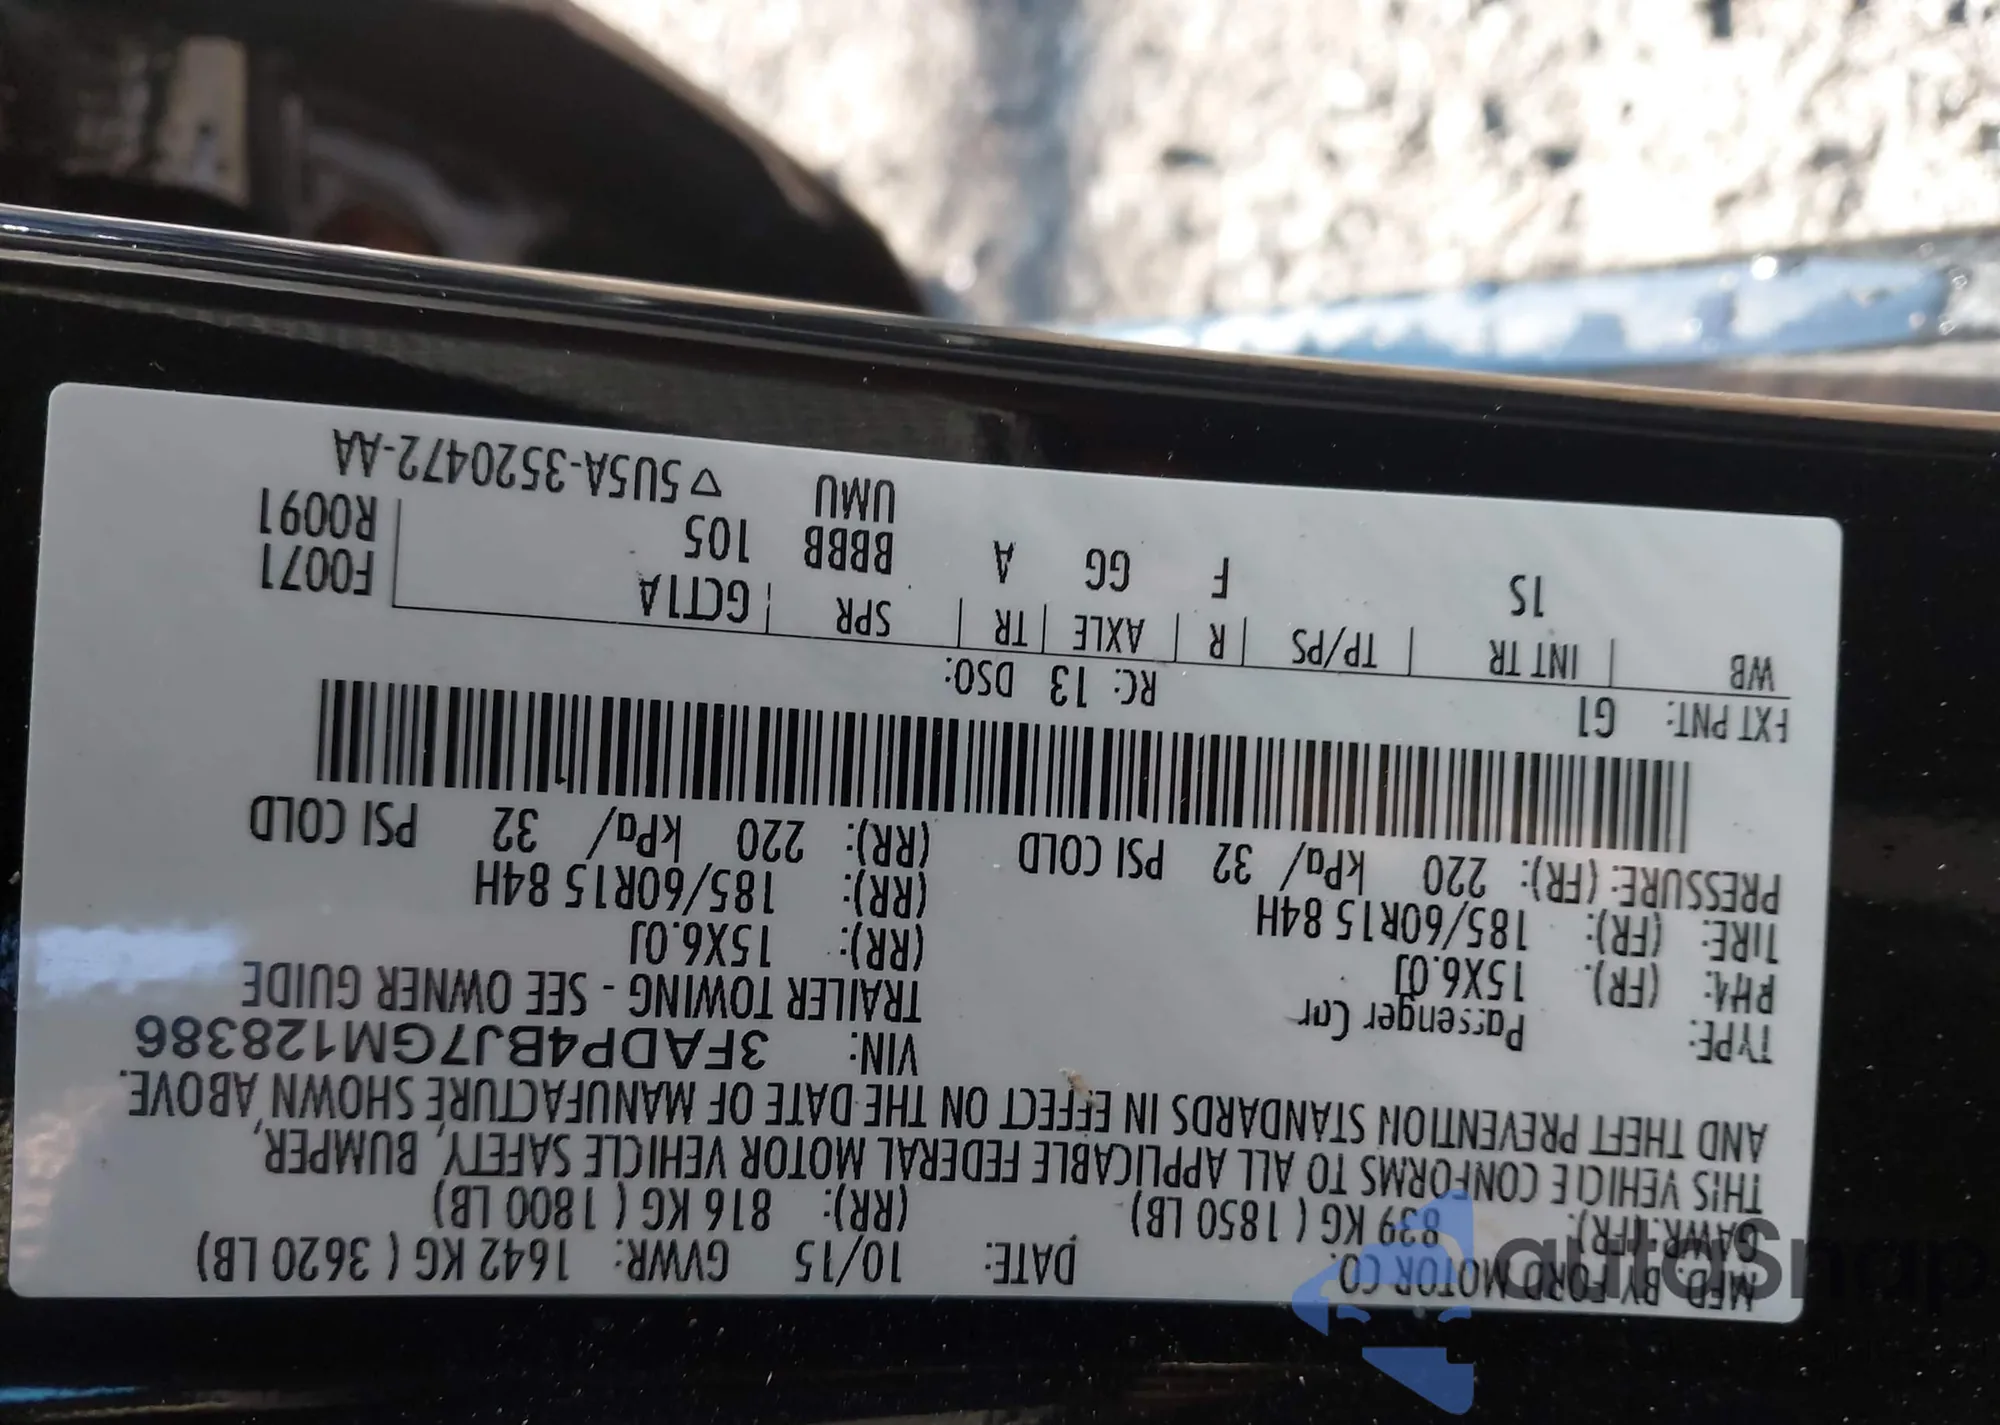 MFD. BY FORD MOTOR CO. DATE: 10/15 GVWR: 1642 KG ( 3620 LB)
GAWR:(FR): 839 KG ( 1850 LB) (RR): 816 KG ( 1800 LB)
THIS VEHICLE CONFORMS TO ALL APPLICABLE FEDERAL MOTOR VEHICLE SAFETY, BUMPER,
AND THEFT PREVENTION STANDARDS IN EFFECT ON THE DATE OF MANUFACTURE SHOWN ABOVE.
VIN: 3FADP4BJ7GM128386
TYPE: Passenger Car TRAILER TOWING - SEE OWNER GUIDE
RHA: (FR). 15X6.0J (RR): 15X6.0J
TIRE: (FR): 185/60R15 84H (RR): 185/60R15 84H
PRESSURE: (FR): 220 kPa/ 32 PSI COLD (RR): 220 kPa/ 32 PSI COLD
EXT PNT: G1 RC: 13 DSO:
WB | INT TR | TP/PS | R | AXLE | TR | SPR | GCT1A F0071
1S F GG A BBBB 105 R0091
UMU ▽ 5U5A-3520472-AA
autoSnap